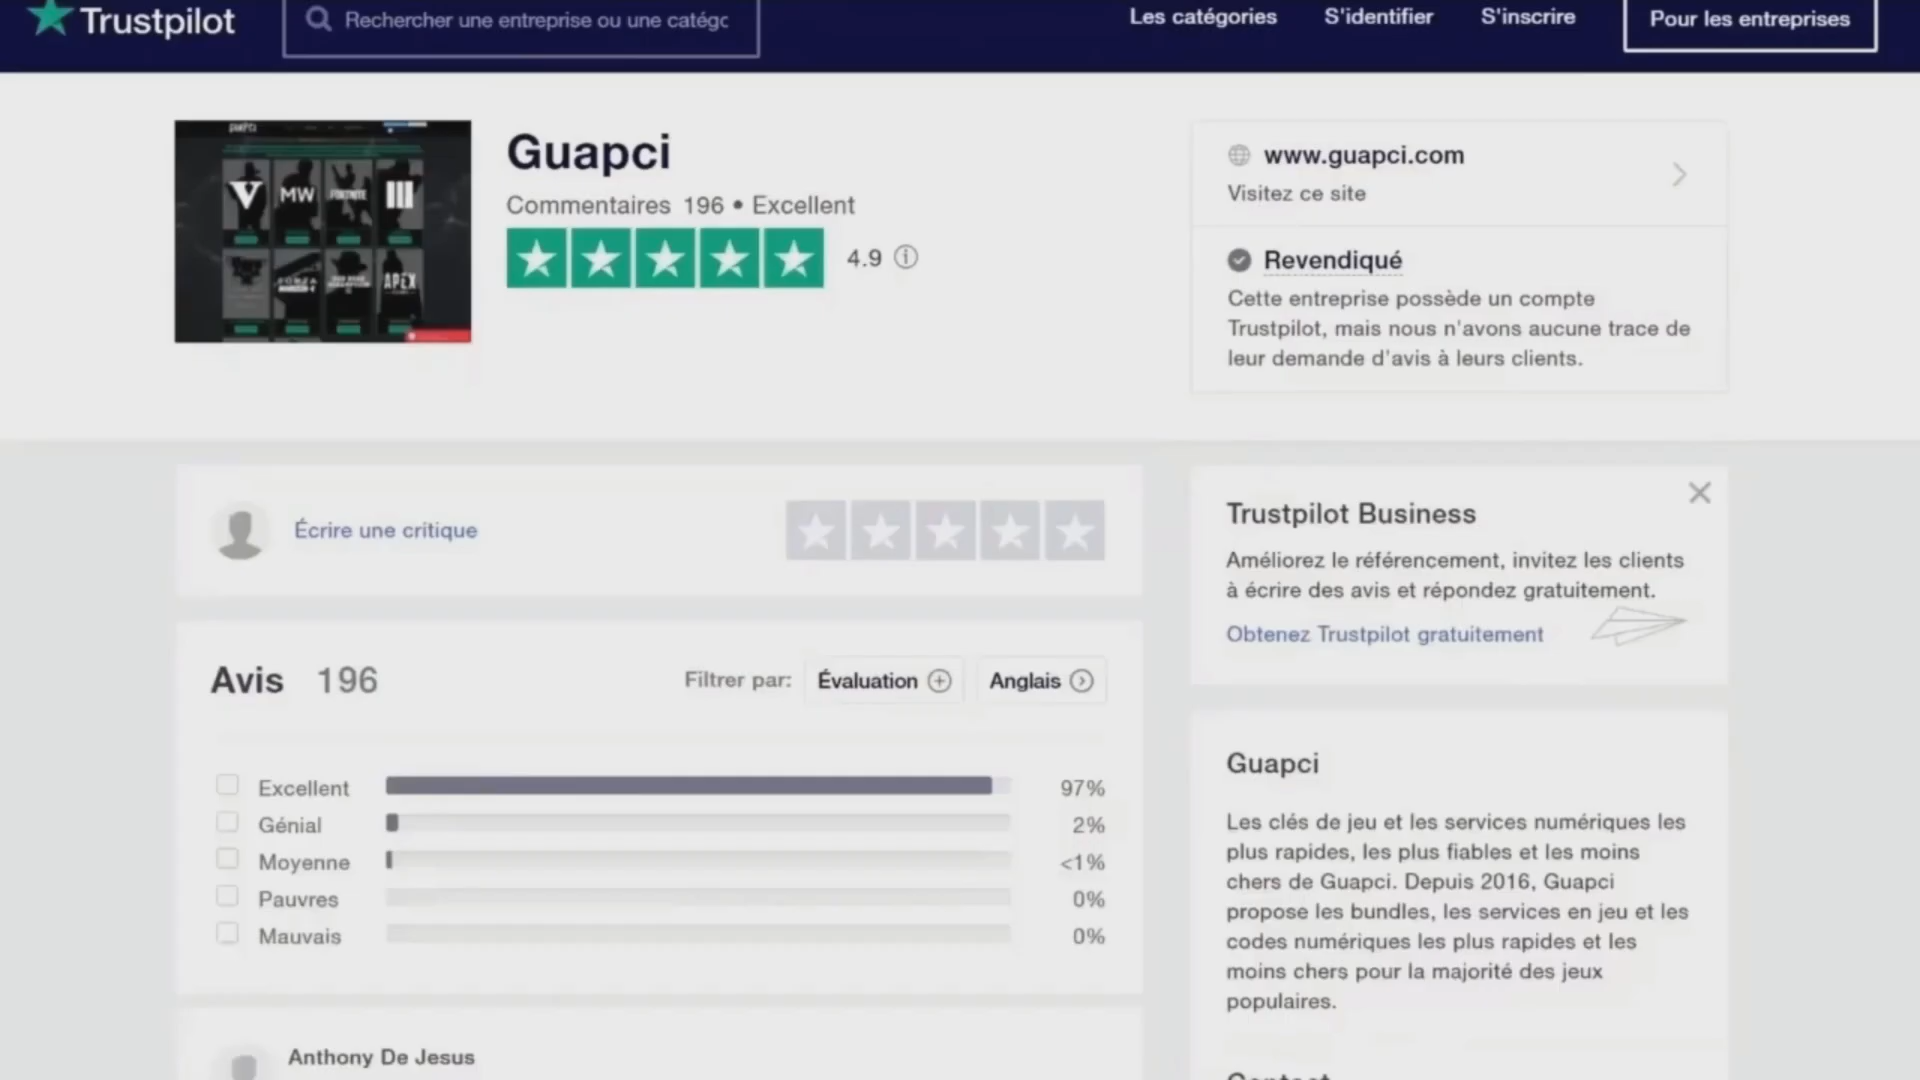 Trustpilot
Rechercher une entreprise ou une catégc
Les catégories
S'identifier
S'inscrire
Pour les entreprises
MW
FORTNITE
APEX
Guapci
Commentaires 196 • Excellent
4.9
www.guapci.com
Visitez ce site
Revendiqué
Cette entreprise possède un compte
Trustpilot, mais nous n'avons aucune trace de
leur demande d'avis à leurs clients.
Écrire une critique
Trustpilot Business
Améliorez le référencement, invitez les clients
à écrire des avis et répondez gratuitement.
Obtenez Trustpilot gratuitement
Avis 196
Filtrer par:
Évaluation
Anglais
Excellent 97%
Génial 2%
Moyenne <1%
Pauvres 0%
Mauvais 0%
Guapci
Les clés de jeu et les services numériques les
plus rapides, les plus fiables et les moins
chers de Guapci. Depuis 2016, Guapci
propose les bundles, les services en jeu et les
codes numériques les plus rapides et les
moins chers pour la majorité des jeux
populaires.
Anthony De Jesus
Contact